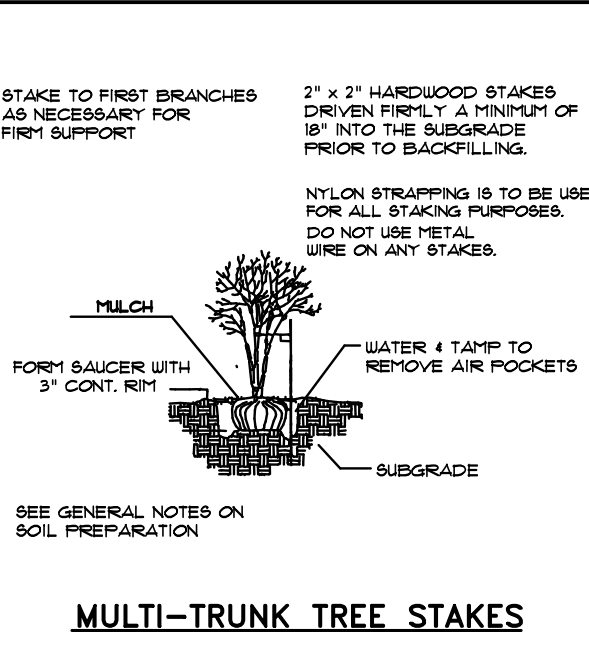 STAKE TO FIRST BRANCHES
AS NECESSARY FOR
FIRM SUPPORT
2" x 2" HARDWOOD STAKES
DRIVEN FIRMLY A MINIMUM OF
18" INTO THE SUBGRADE
PRIOR TO BACKFILLING.
NYLON STRAPPING IS TO BE USE
FOR ALL STAKING PURPOSES.
DO NOT USE METAL
WIRE ON ANY STAKES.
MULCH
FORM SAUCER WITH
3" CONT. RIM
WATER & TAMP TO
REMOVE AIR POCKETS
SUBGRADE
SEE GENERAL NOTES ON
SOIL PREPARATION
MULTI-TRUNK TREE STAKES